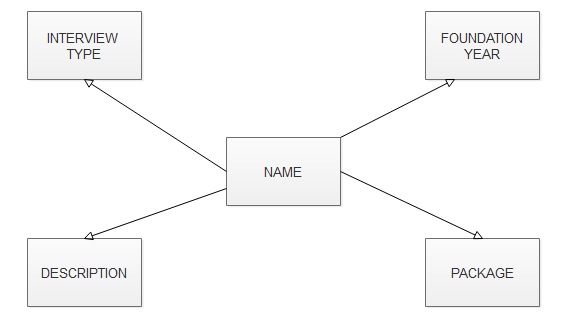 INTERVIEW
TYPE
FOUNDATION
YEAR
NAME
DESCRIPTION
PACKAGE